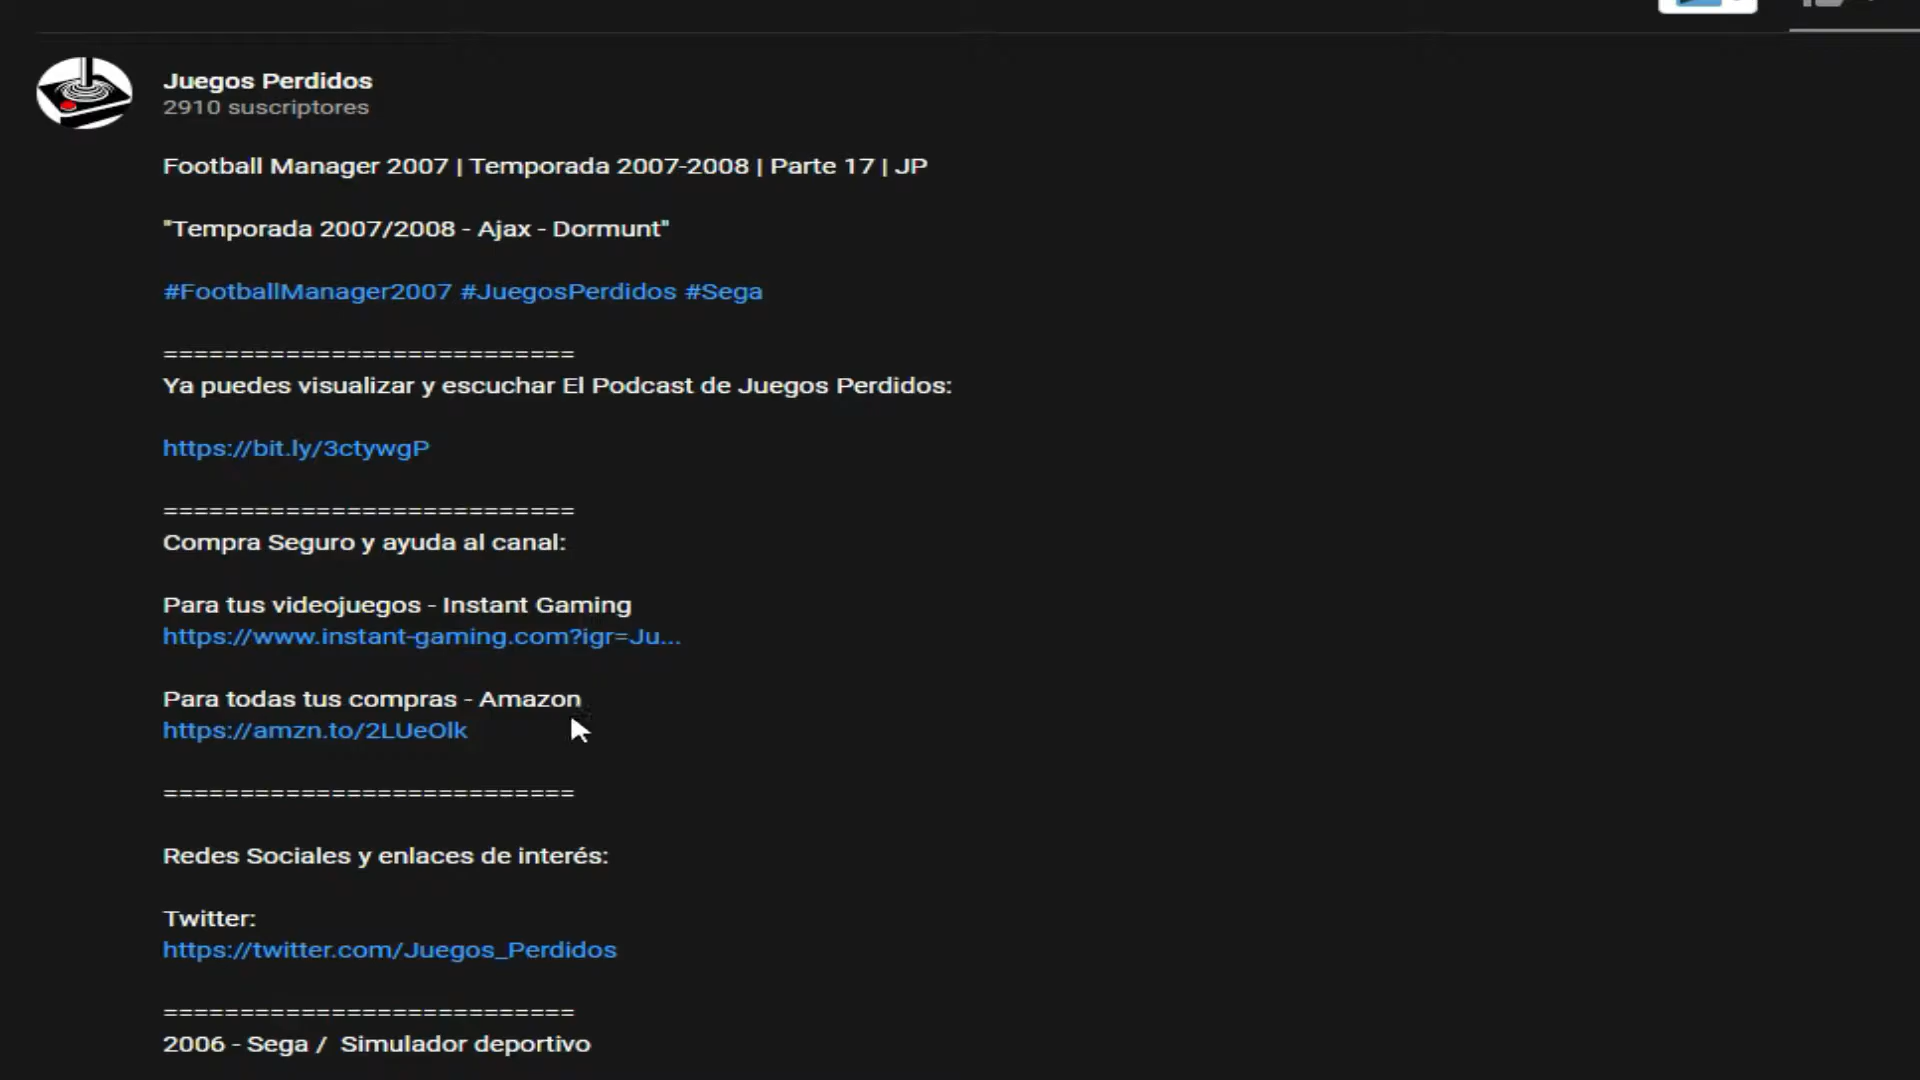 Juegos Perdidos
2910 suscriptores
Football Manager 2007 | Temporada 2007-2008 | Parte 17 | JP
"Temporada 2007/2008 - Ajax - Dormunt"
#FootballManager2007 #JuegosPerdidos #Sega
===========================
Ya puedes visualizar y escuchar El Podcast de Juegos Perdidos:
https://bit.ly/3ctywgP
===========================
Compra Seguro y ayuda al canal:
Para tus videojuegos - Instant Gaming
https://www.instant-gaming.com?igr=Ju...
Para todas tus compras - Amazon
https://amzn.to/2LUeOlk
===========================
Redes Sociales y enlaces de interés:
Twitter:
https://twitter.com/Juegos_Perdidos
===========================
2006 - Sega / Simulador deportivo